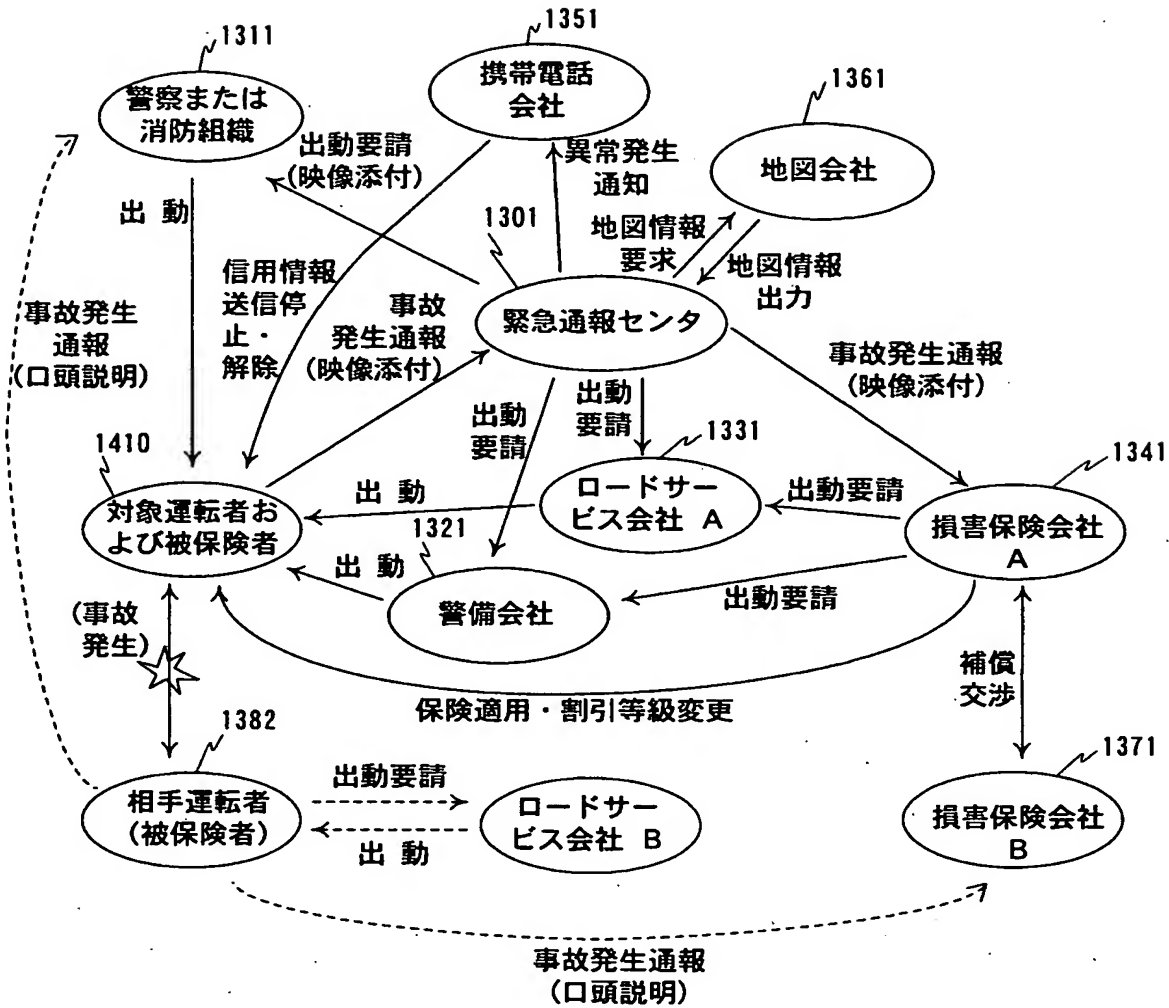 1351
1311
携帯電話
会社
1361
警察または
消防組織
出動要請
(映像添付)
異常発生
通知
地図会社
出 動
1301
地図情報
要求
地図情報
出力
信用情報
送信停
止・
解除
事故
発生通報
(映像添付)
緊急通報センタ
事故発生
通報
(口頭説明)
事故発生通報
(映像添付)
出動
要請
出動
要請
1410
1331
1341
対象運転者お
よび被保険者
出 動
ロードサー
ビス会社 A
出動要請
損害保険会社
A
1321
出 動
警備会社
出動要請
(事故
発生)
補償
交渉
保険適用・割引等級変更
1382
1371
相手運転者
(被保険者)
出動要請
出 動
ロードサー
ビス会社 B
損害保険会社
B
事故発生通報
(口頭説明)